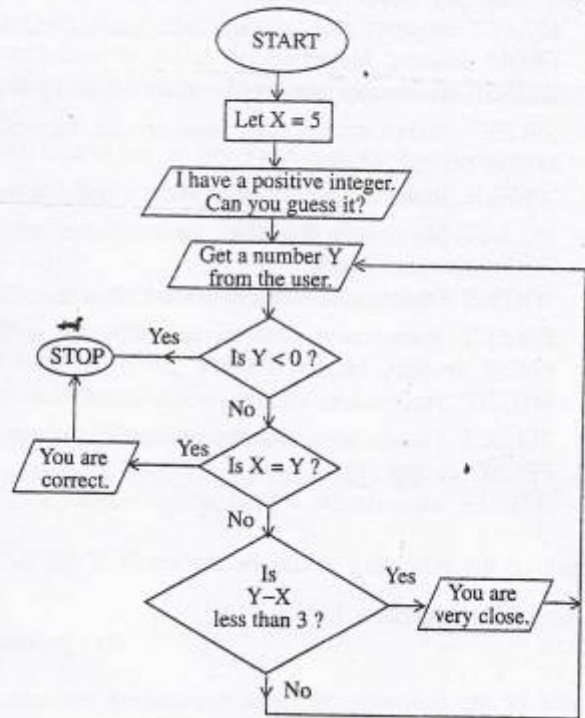 START
Let X = 5
I have a positive integer.
Can you guess it?
Get a number Y
from the user.
Yes
STOP
Is Y < 0 ?
No
You are
correct.
Yes
Is X = Y ?
No
Is
Y–X
less than 3 ?
Yes
You are
very close.
No